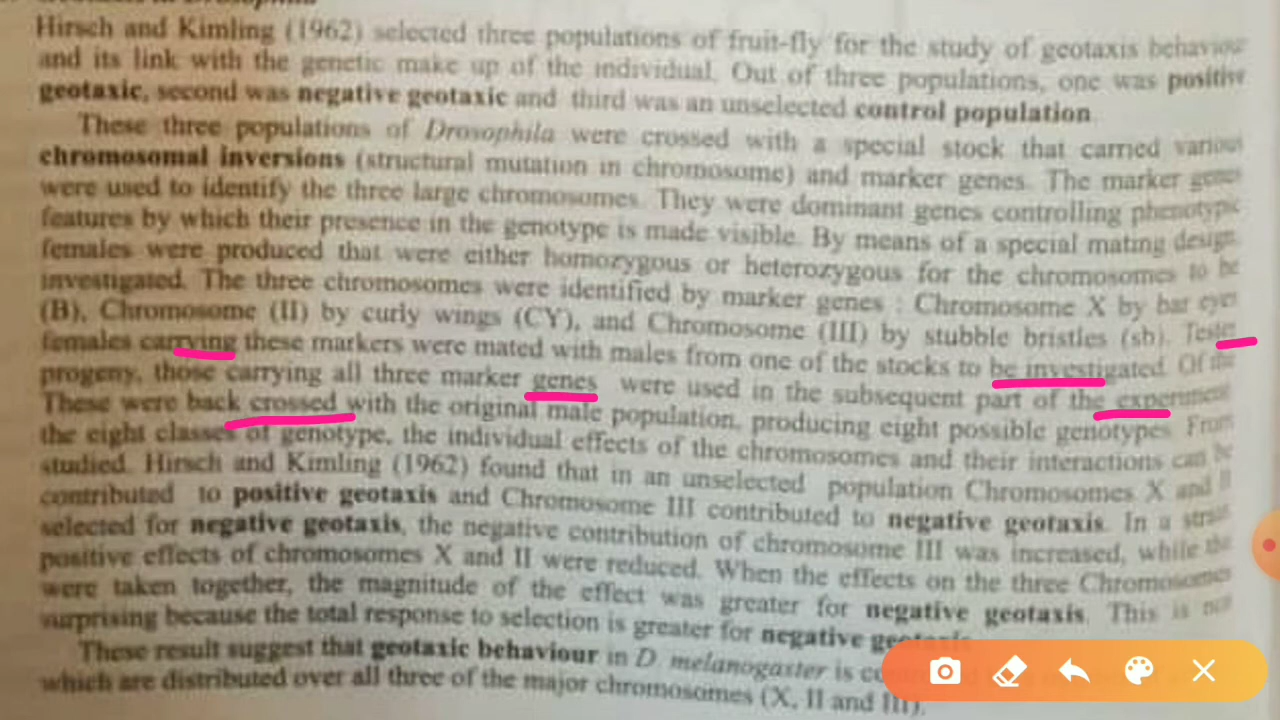 Hirsch and Kimling (1962) selected three populations of fruit-fly for the study of geotaxis behaviour
and its link with the genetic make up of the individual. Out of three populations, one was positive
geotaxic, second was negative geotaxic and third was an unselected control population.
These three populations of Drosophila were crossed with a special stock that carried various
chromosomal inversions (structural mutation in chromosome) and marker genes. The marker genes
were used to identify the three large chromosomes. They were dominant genes controlling phenotypic
features by which their presence in the genotype is made visible. By means of a special mating design
females were produced that were either homozygous or heterozygous for the chromosomes to be
investigated. The three chromosomes were identified by marker genes : Chromosome X by bar eyes
(B), Chromosome (II) by curly wings (CY), and Chromosome (III) by stubble bristles (sb). Tester
females carrying these markers were mated with males from one of the stocks to be investigated. Of the
progeny, those carrying all three marker genes were used in the subsequent part of the experiment
These were back crossed with the original male population, producing eight possible genotypes. From
the eight classes of genotype, the individual effects of the chromosomes and their interactions can be
studied. Hirsch and Kimling (1962) found that in an unselected population Chromosomes X and II
contributed to positive geotaxis and Chromosome III contributed to negative geotaxis. In a strain
selected for negative geotaxis, the negative contribution of chromosome III was increased, while the
positive effects of chromosomes X and II were reduced. When the effects on the three Chromosomes
were taken together, the magnitude of the effect was greater for negative geotaxis. This is not
surprising because the total response to selection is greater for negative geotaxis.
These result suggest that geotaxic behaviour in D. melanogaster is
which are distributed over all three of the major chromosomes (X, II and III).